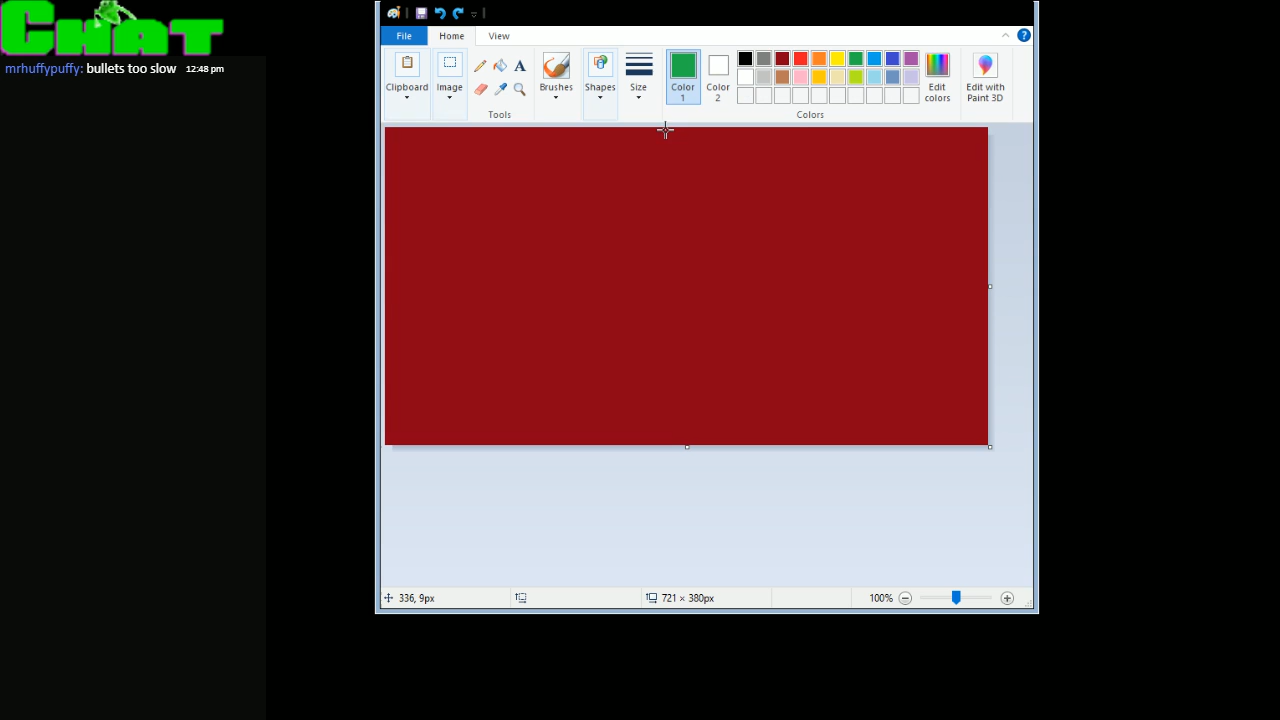 CHAT
mrhuffypuffy: bullets too slow 12:48 pm
File Home View
Clipboard Image Tools Brushes Shapes Size Color 1 Color 2 Edit colors Edit with Paint 3D
Colors
336, 9px 721 × 380px 100%